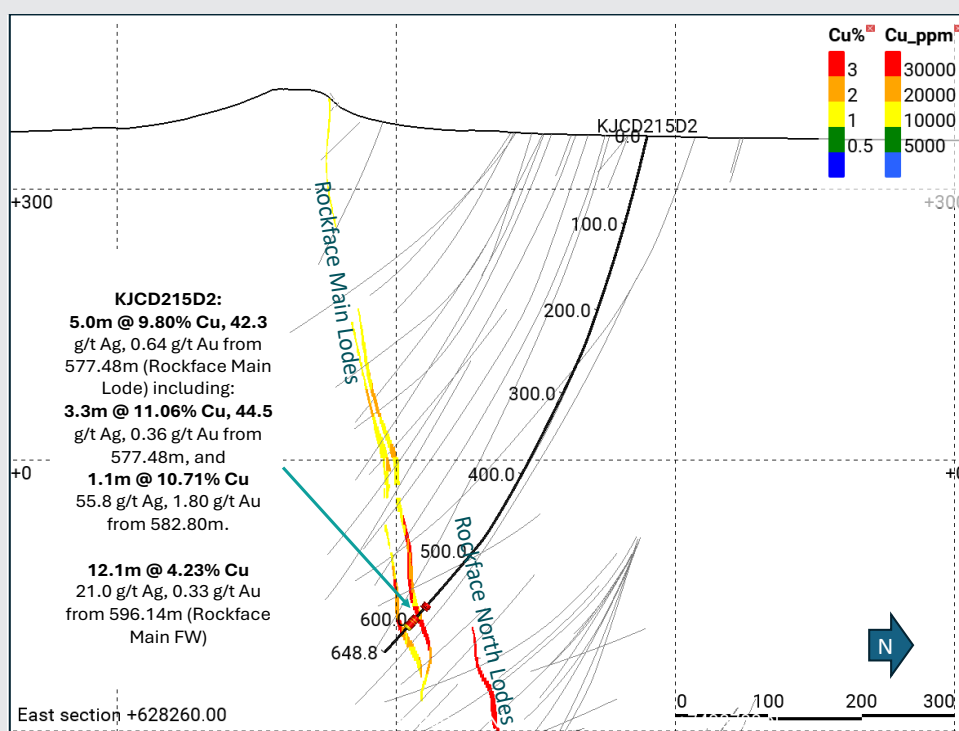 Cu% Cu_ppm
3 30000
2 20000
1 10000
0.5 5000
KJCD215D2
0.0
+300
+300
100.0
200.0
300.0
400.0
500.0
600.0
648.8
+0
Rockface Main Lodes
Rockface North Lodes
KJCD215D2:
5.0m @ 9.80% Cu, 42.3
g/t Ag, 0.64 g/t Au from
577.48m (Rockface Main
Lode) including:
3.3m @ 11.06% Cu, 44.5
g/t Ag, 0.36 g/t Au from
577.48m, and
1.1m @ 10.71% Cu
55.8 g/t Ag, 1.80 g/t Au
from 582.80m.
12.1m @ 4.23% Cu
21.0 g/t Ag, 0.33 g/t Au
from 596.14m (Rockface
Main FW)
N
East section +628260.00
0 100 200 300